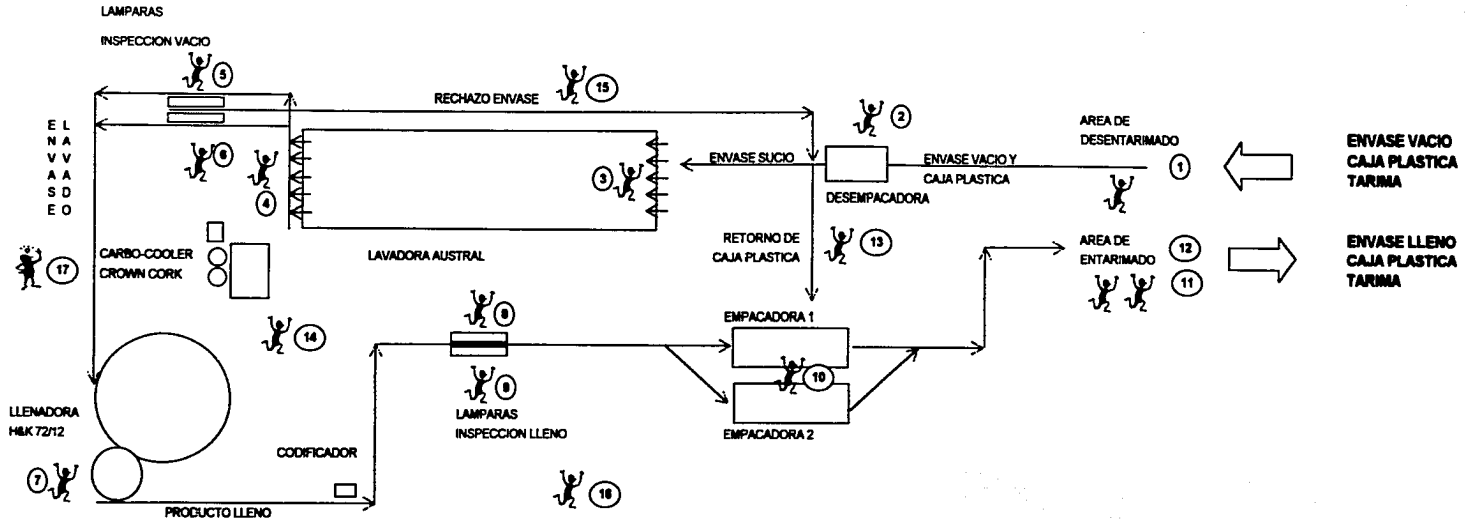 LAMPARAS
INSPECCION VACIO
5
15
RECHAZO ENVASE
2
AREA DE
DESENTARIMADO
1
ENVASE VACIO
CAJA PLASTICA
TARIMA
ENVASE
LAVADO
6
4
3
ENVASE SUCIO
ENVASE VACIO Y
CAJA PLASTICA
DESEMPACADORA
17
CARBO-COOLER
CROWN CORK
LAVADORA AUSTRAL
RETORNO DE
CAJA PLASTICA
13
AREA DE
ENTARIMADO
12
11
ENVASE LLENO
CAJA PLASTICA
TARIMA
14
8
EMPACADORA 1
10
EMPACADORA 2
9
LAMPARAS
INSPECCION LLENO
LLENADORA
H&K 72/12
7
CODIFICADOR
16
PRODUCTO LLENO